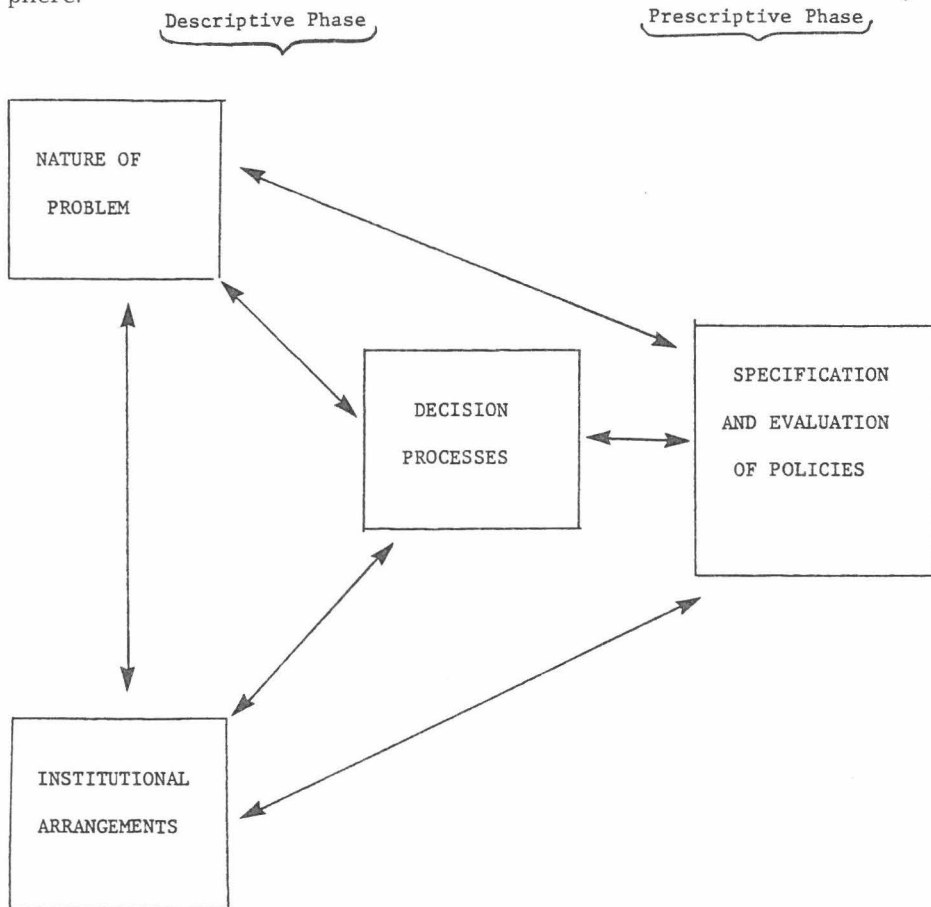 phere.
Descriptive Phase
Prescriptive Phase
NATURE OF
PROBLEM
DECISION
PROCESSES
SPECIFICATION
AND EVALUATION
OF POLICIES
INSTITUTIONAL
ARRANGEMENTS